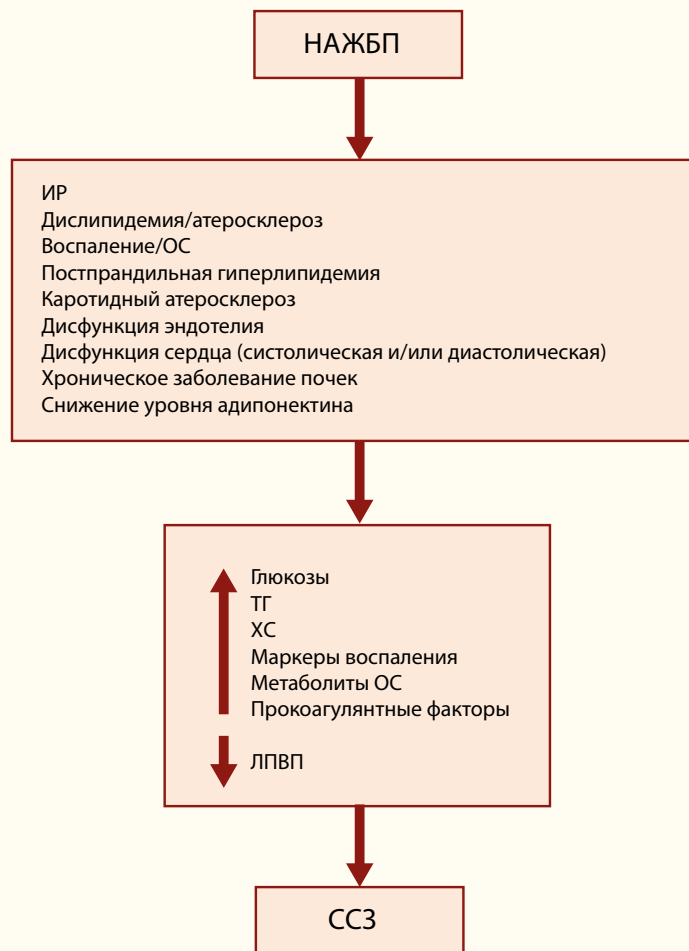 НАЖБП
ИР
Дислипидемия/атеросклероз
Воспаление/ОС
Постпрандильная гиперлипидемия
Каротидный атеросклероз
Дисфункция эндотелия
Дисфункция сердца (систолическая и/или диастолическая)
Хроническое заболевание почек
Снижение уровня адипонектина
Глюкозы
ТГ
ХС
Маркеры воспаления
Метаболиты ОС
Прокоагулянтные факторы
ЛПВП
ССЗ